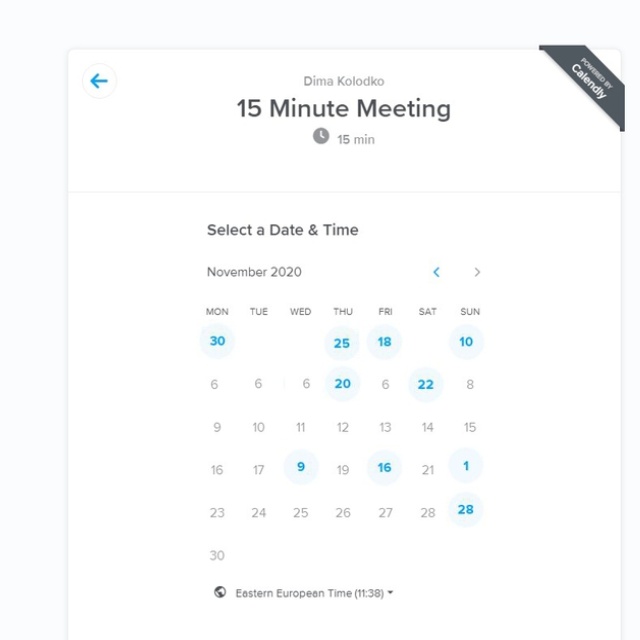 POWERED BY
Calendly
Dima Kolodko
15 Minute Meeting
15 min
Select a Date & Time
November 2020
MON TUE WED THU FRI SAT SUN
30 25 18 10
6 6 6 20 6 22 8
9 10 11 12 13 14 15
16 17 9 19 16 21 1
23 24 25 26 27 28 28
30
Eastern European Time (11:38)